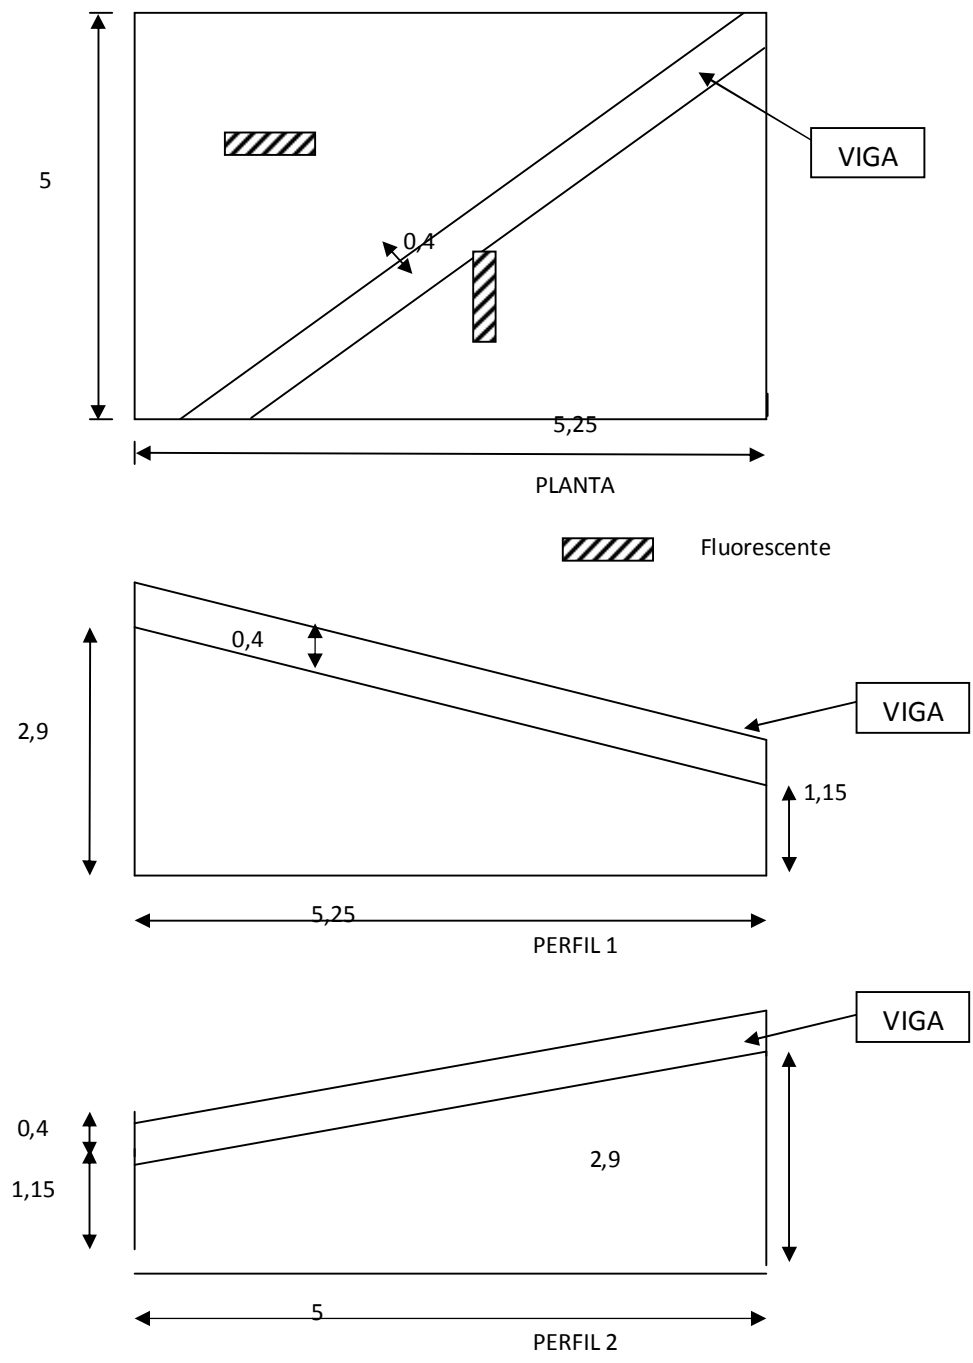 VIGA
5
0,4
5,25
PLANTA
Fluorescente
0,4
VIGA
2,9
1,15
5,25
PERFIL 1
VIGA
0,4
2,9
1,15
5
PERFIL 2